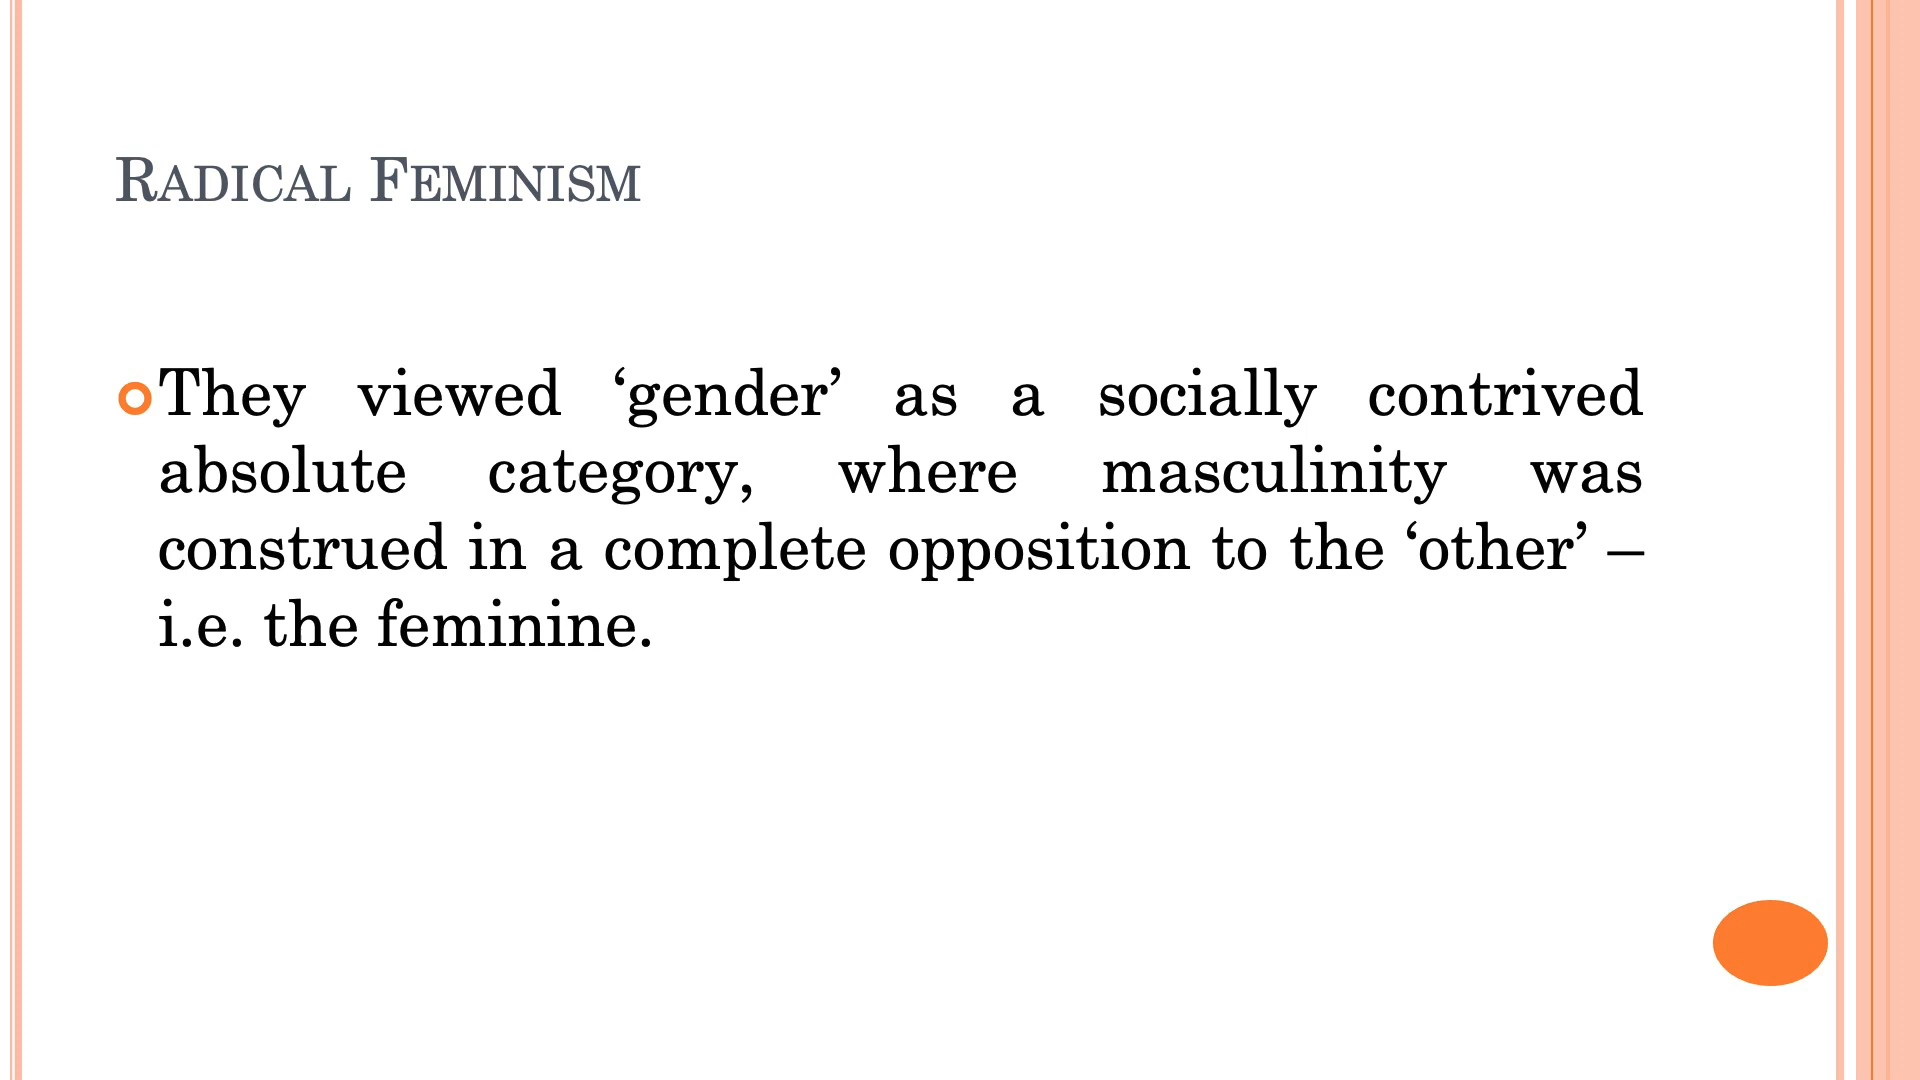 Radical Feminism
They viewed ‘gender’ as a socially contrived
absolute category, where masculinity was
construed in a complete opposition to the ‘other’ –
i.e. the feminine.